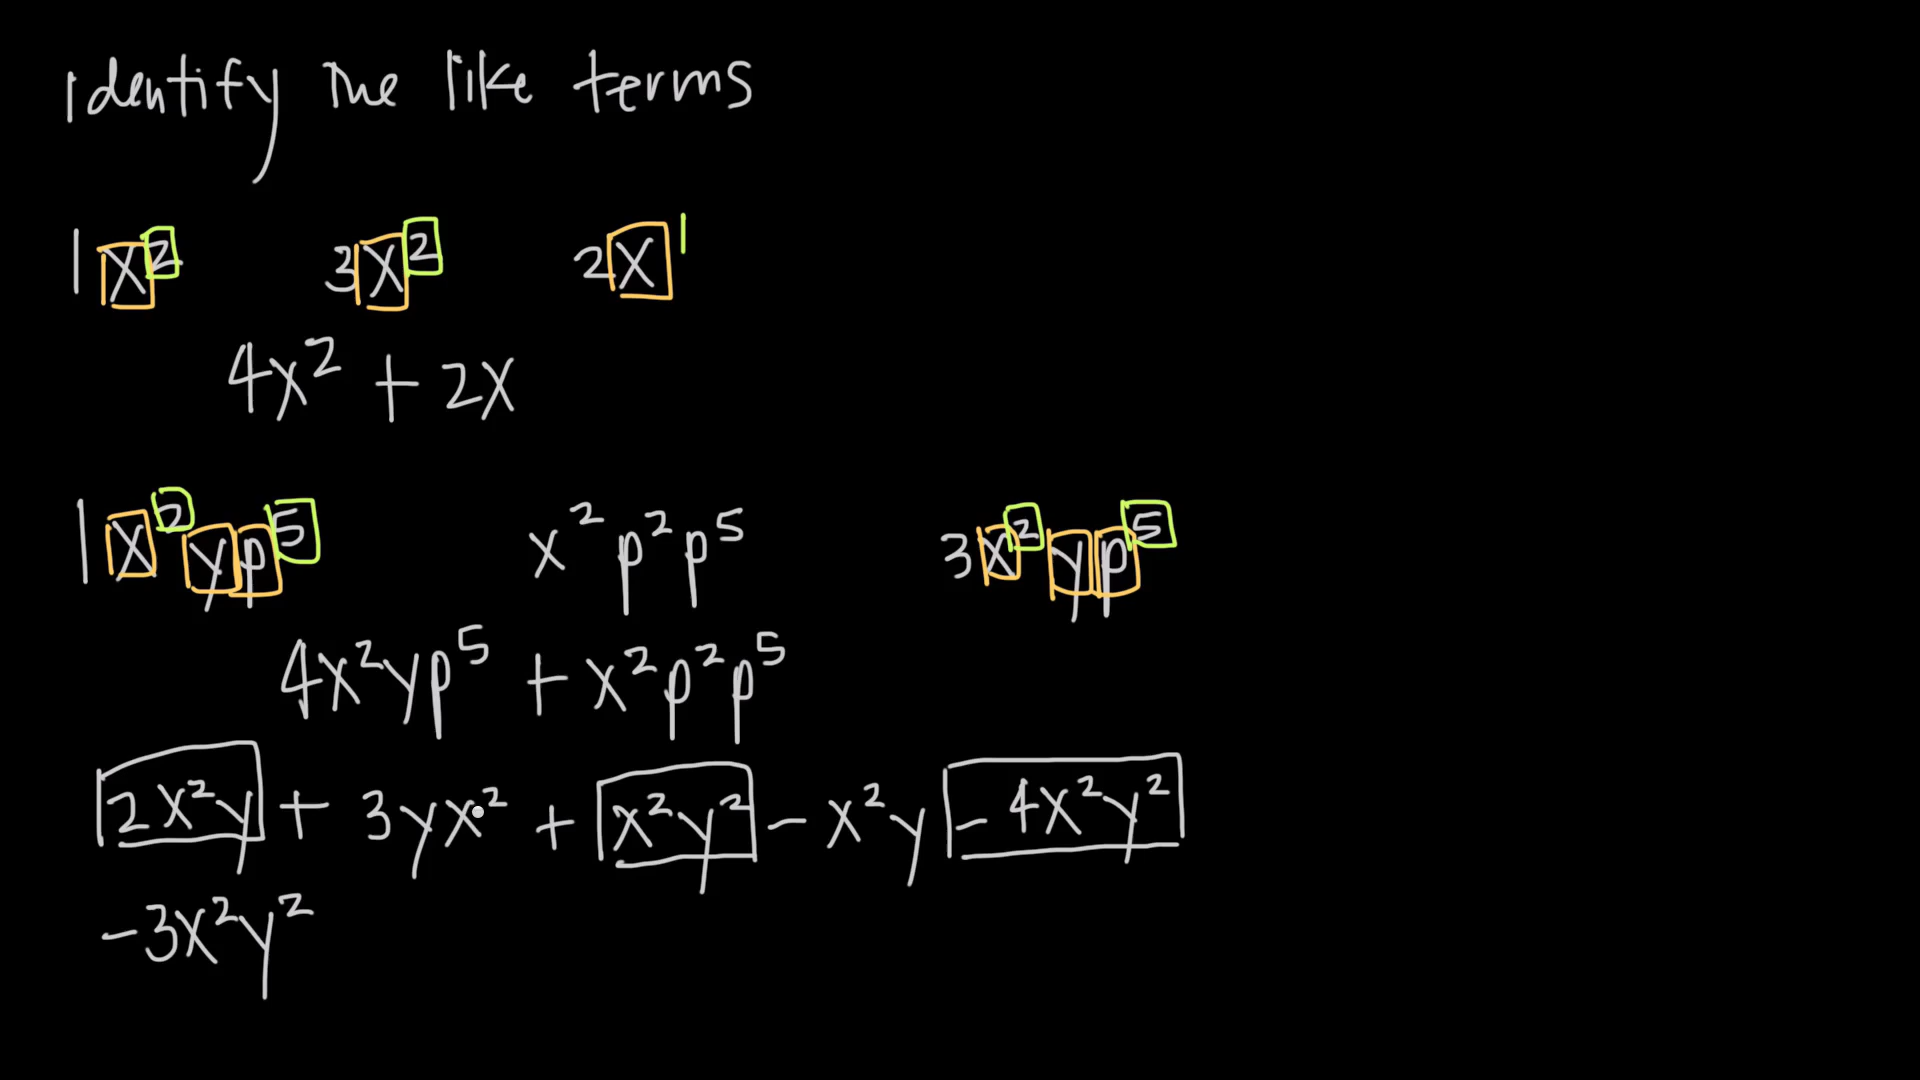 Identify the like terms
1x² 3x² 2x¹
4x² + 2x
1x²yp⁵ x²p²p⁵ 3x²yp⁵
4x²yp⁵ + x²p²p⁵
2x²y + 3yx² + x²y² - x²y - 4x²y²
-3x²y²